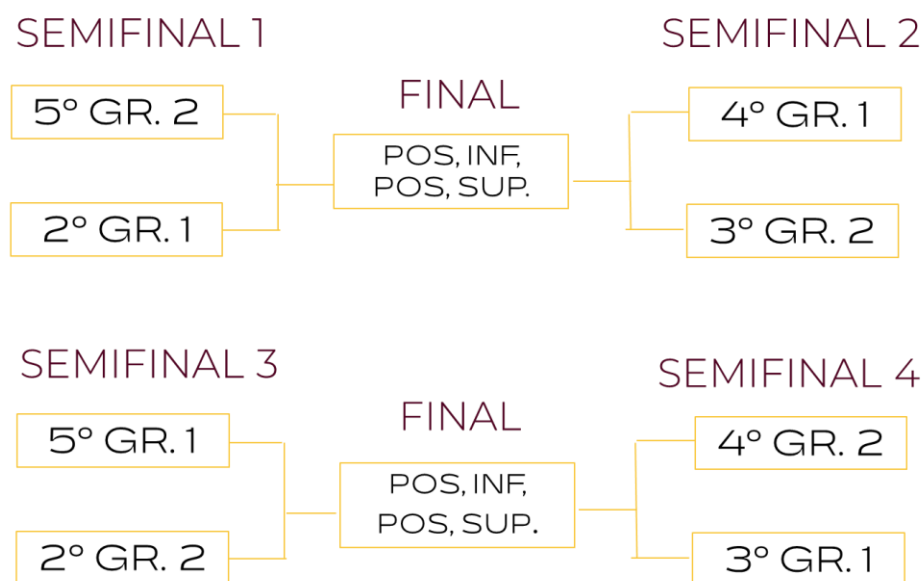 SEMIFINAL 1
SEMIFINAL 2
5º GR. 2
FINAL
4º GR. 1
POS, INF,
POS, SUP.
2º GR. 1
3º GR. 2
SEMIFINAL 3
SEMIFINAL 4
5º GR. 1
FINAL
4º GR. 2
POS, INF,
POS, SUP.
2º GR. 2
3º GR. 1